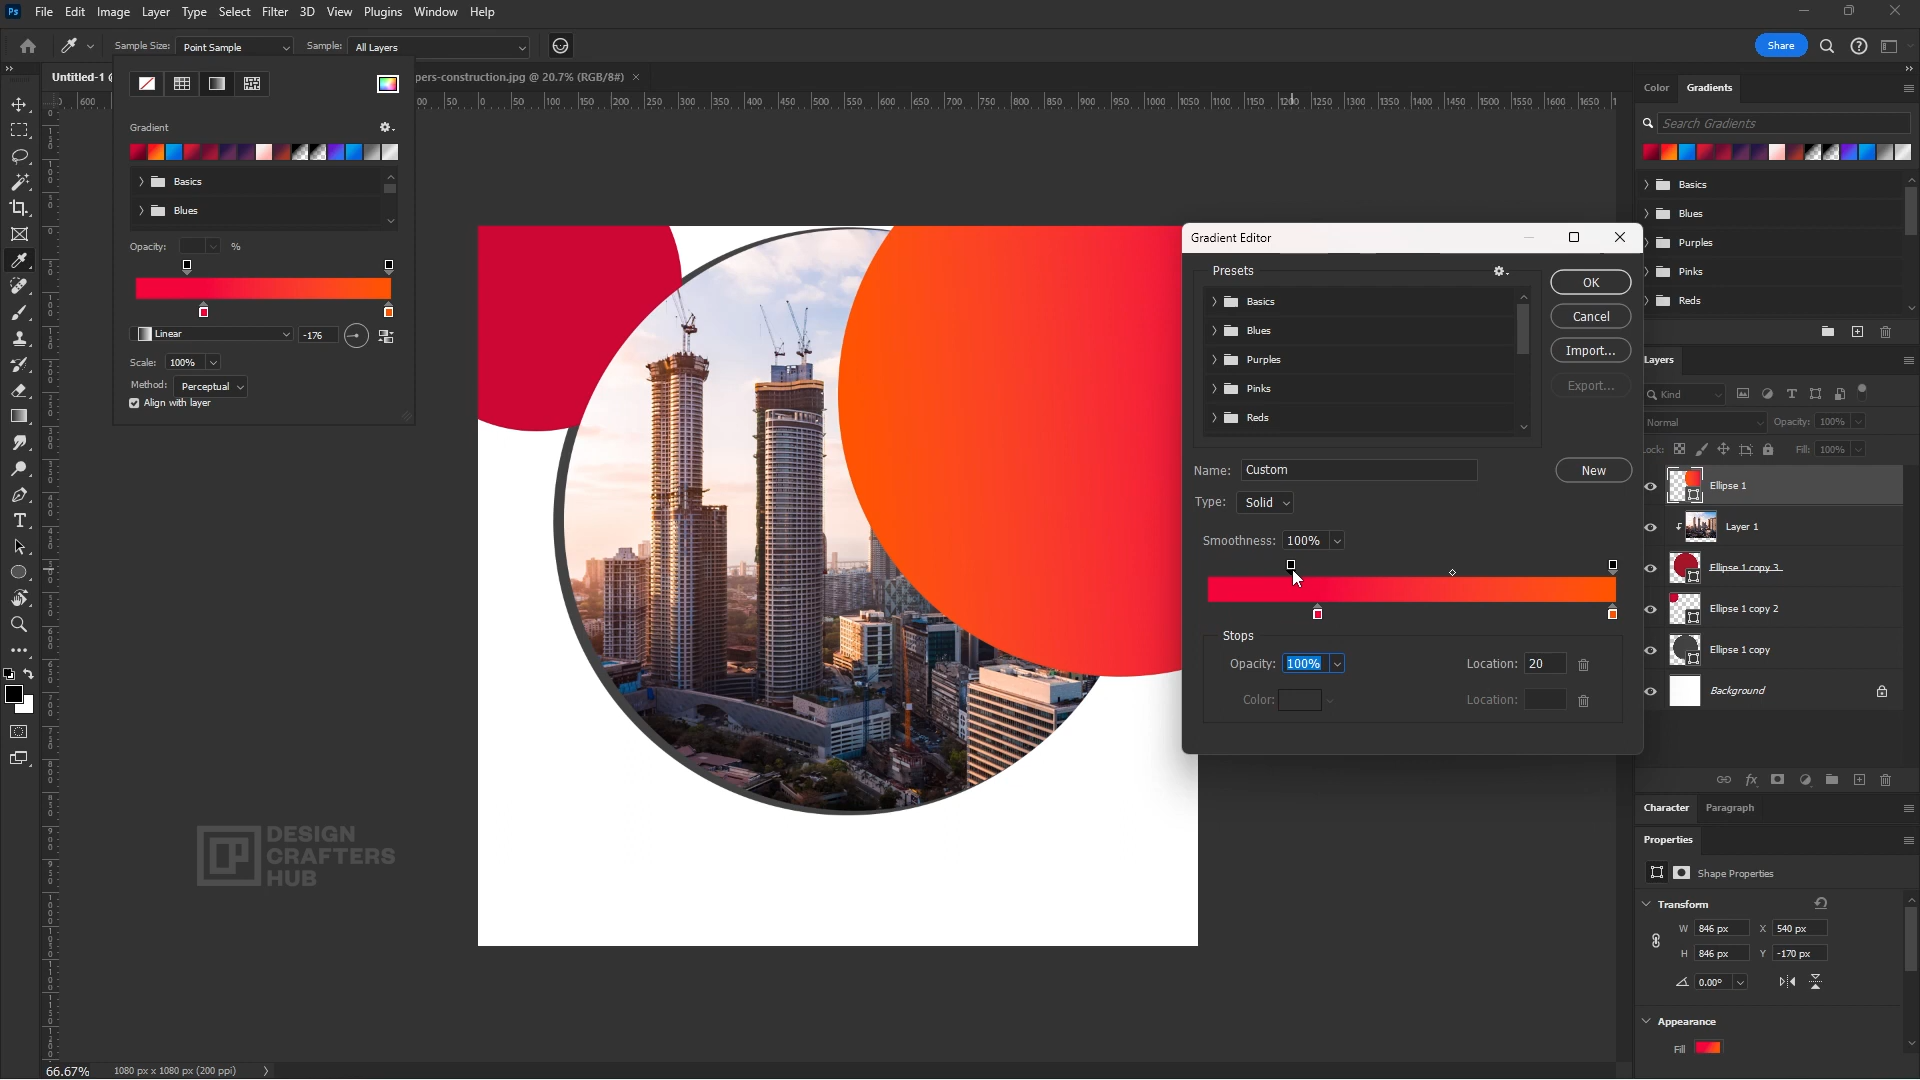 Ps File Edit Image Layer Type Select Filter 3D View Plugins Window Help
Sample Size: Point Sample Sample: All Layers Share
Untitled-1 pers-construction.jpg @ 20.7% (RGB/8#) ×
Color Gradients
Search Gradients
Gradient
Basics
Blues
Opacity: %
Linear -176
Scale: 100%
Method: Perceptual
Align with layer
Basics
Blues
Purples
Pinks
Reds
Gradient Editor
Presets
Basics
Blues
Purples
Pinks
Reds
OK
Cancel
Import...
Export...
Name: Custom New
Type: Solid
Smoothness: 100%
Stops
Opacity: 100% Location: 20
Color: Location:
Layers
Kind
Normal Opacity: 100%
ock: Fill: 100%
Ellipse 1
Layer 1
Ellipse 1 copy 3
Ellipse 1 copy 2
Ellipse 1 copy
Background
Character Paragraph
Properties
Shape Properties
Transform
W 846 px X 540 px
H 846 px Y -170 px
0.00°
Appearance
Fill
DESIGN
CRAFTERS
HUB
66.67% 1080 px x 1080 px (200 ppi)